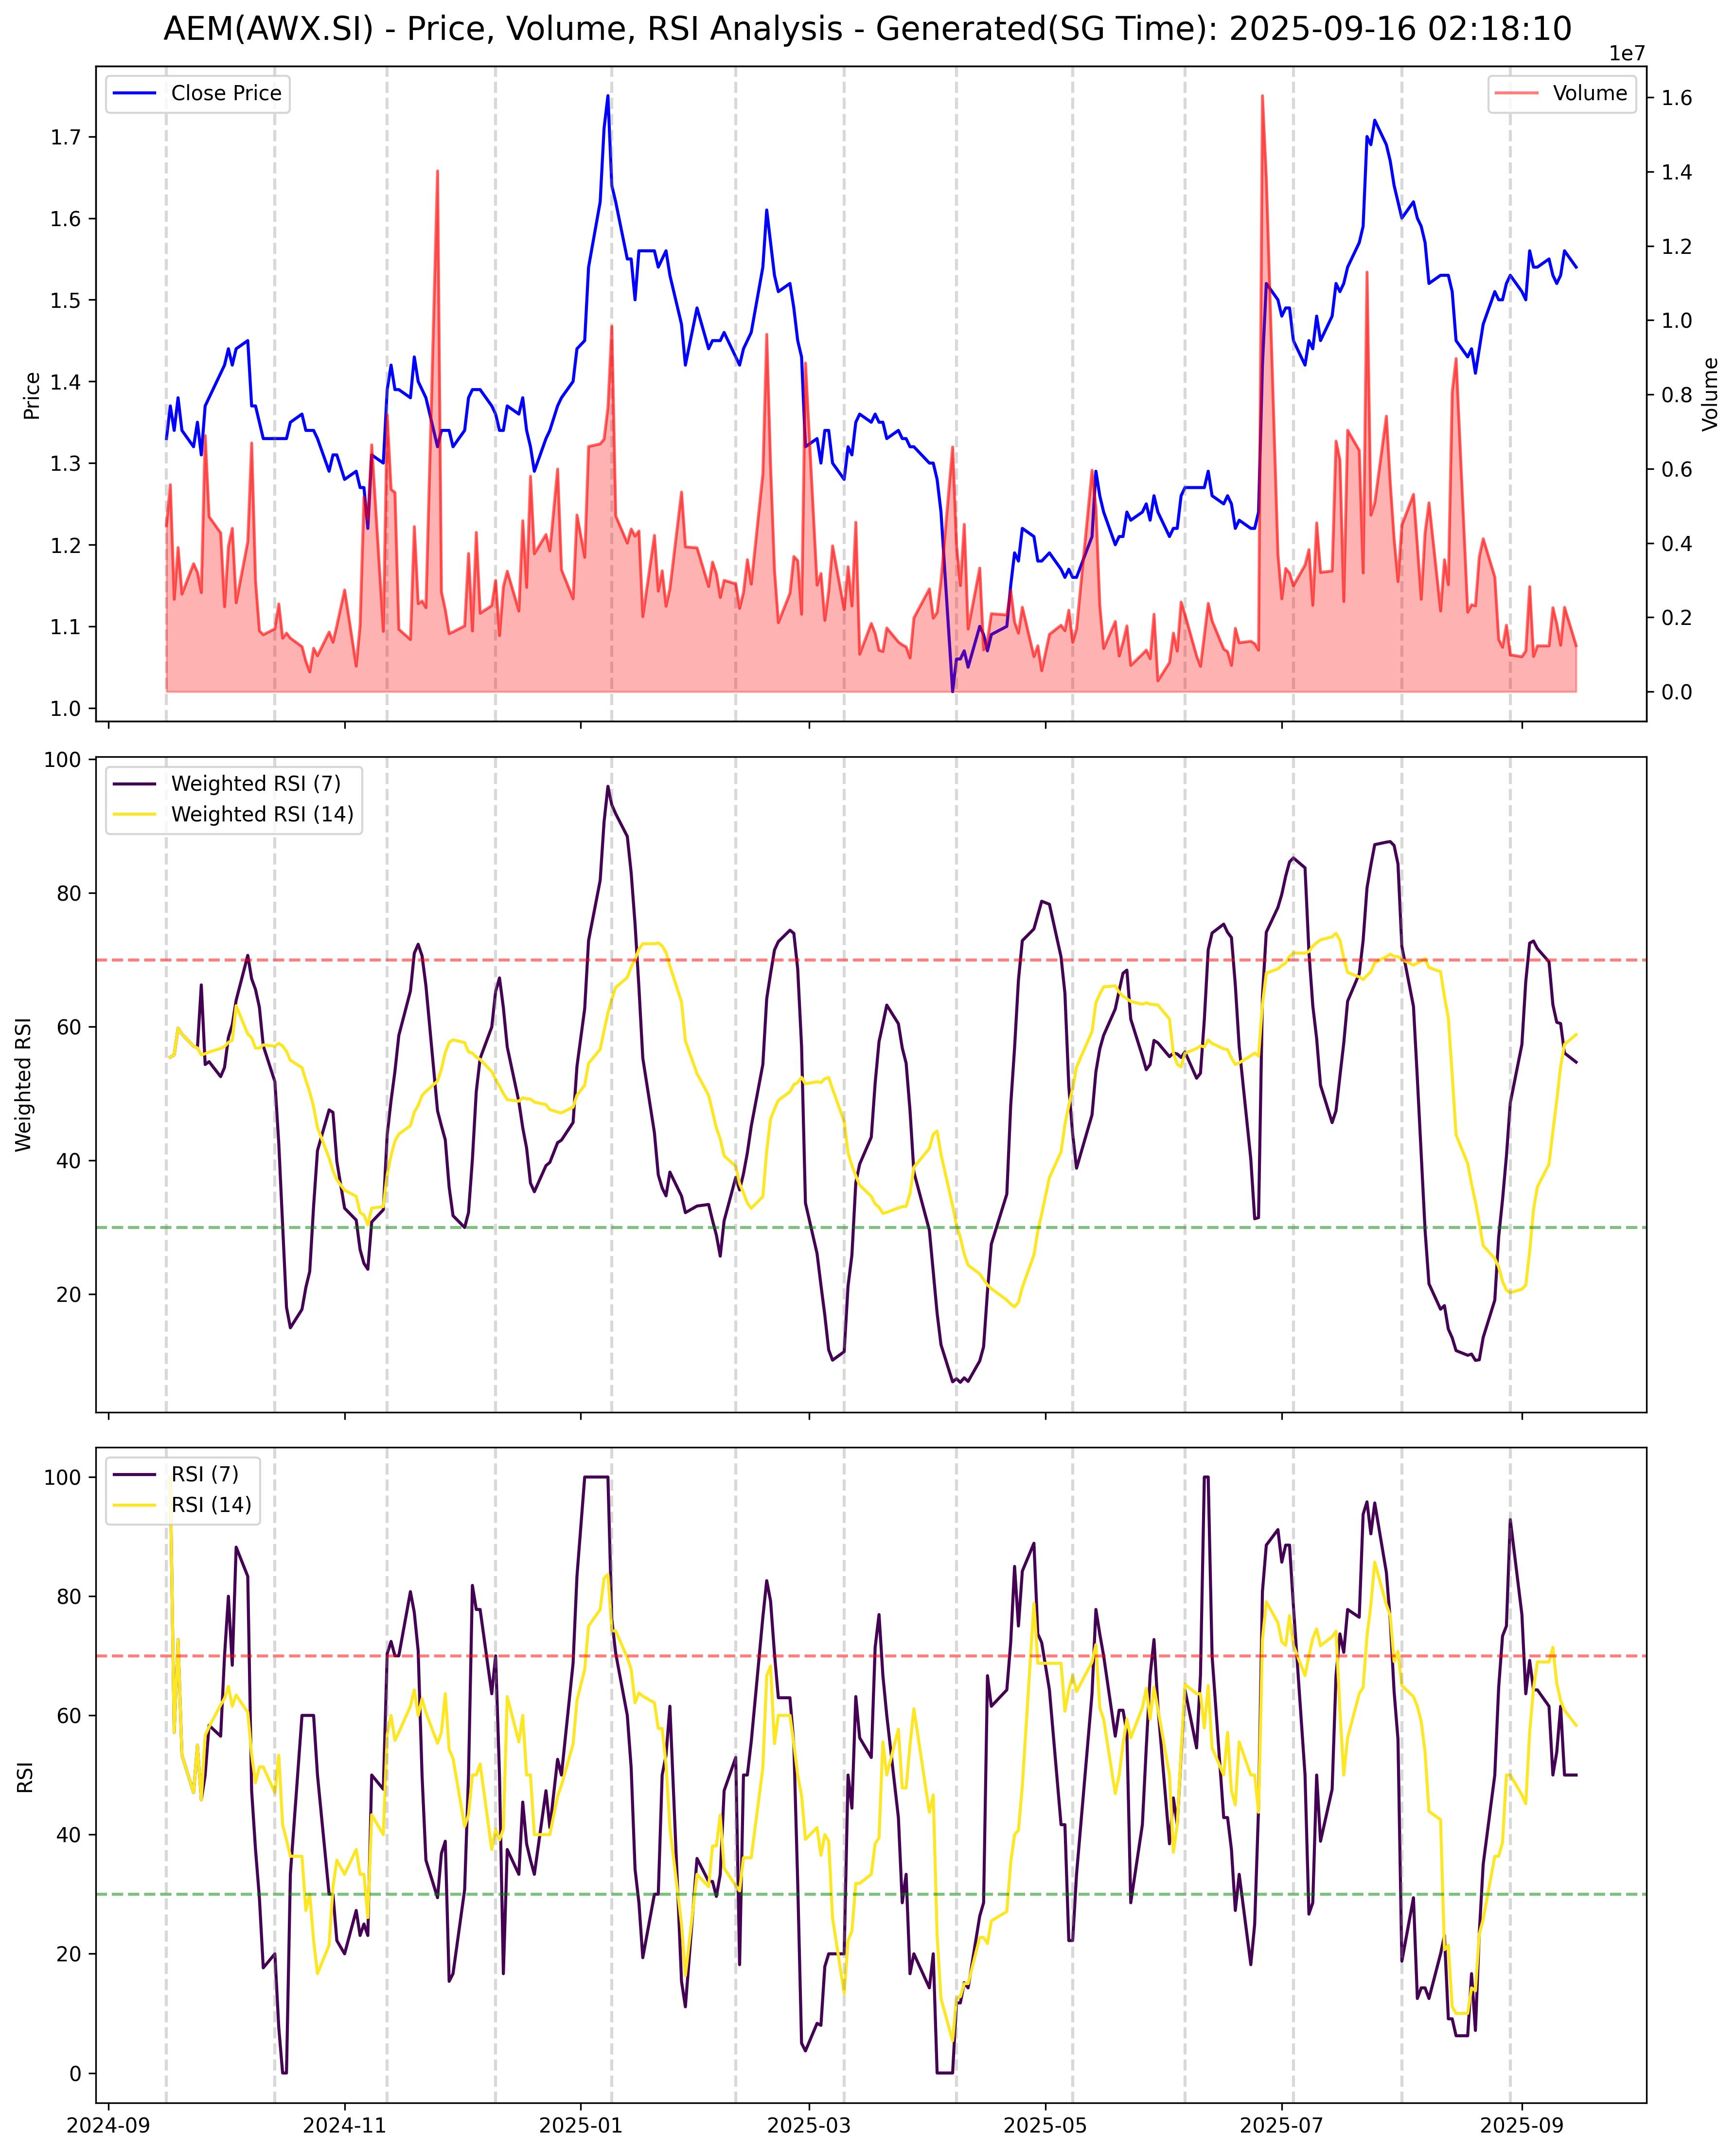 AEM(AWX.SI) - Price, Volume, RSI Analysis - Generated(SG Time): 2025-09-16 02:18:10
1e7
Close Price
Volume
1.7
1.6
1.5
1.4
1.3
1.2
1.1
1.0
Price
1.6
1.4
1.2
1.0
0.8
0.6
0.4
0.2
0.0
Volume
Weighted RSI (7)
Weighted RSI (14)
100
80
60
40
20
Weighted RSI
RSI (7)
RSI (14)
100
80
60
40
20
0
RSI
2024-09
2024-11
2025-01
2025-03
2025-05
2025-07
2025-09